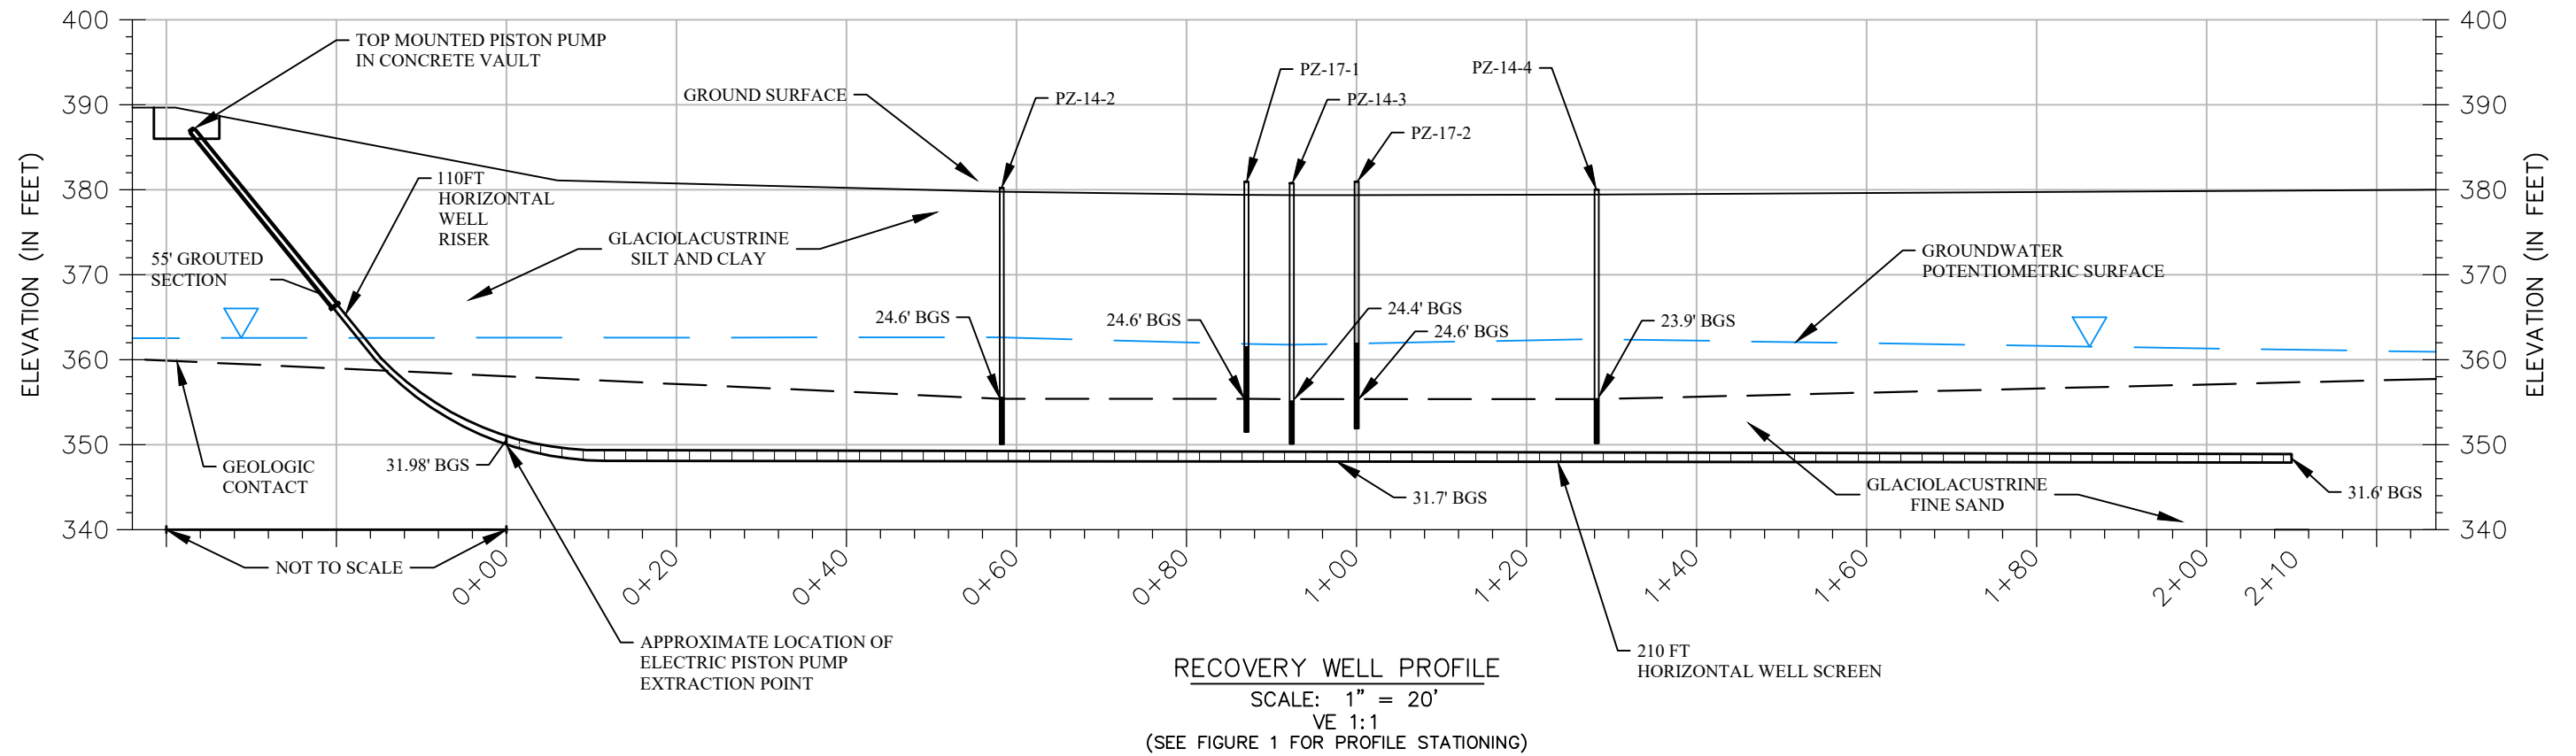 400
390
380
370
360
350
340
ELEVATION (IN FEET)
TOP MOUNTED PISTON PUMP
IN CONCRETE VAULT
GROUND SURFACE
PZ-14-2
PZ-17-1
PZ-14-3
PZ-17-2
PZ-14-4
110FT
HORIZONTAL
WELL
RISER
55' GROUTED
SECTION
GLACIOLACUSTRINE
SILT AND CLAY
GROUNDWATER
POTENTIOMETRIC SURFACE
24.6' BGS
24.6' BGS
24.4' BGS
24.6' BGS
23.9' BGS
GEOLOGIC
CONTACT
31.98' BGS
31.7' BGS
GLACIOLACUSTRINE
FINE SAND
31.6' BGS
400
390
380
370
360
350
340
ELEVATION (IN FEET)
NOT TO SCALE
0+00
0+20
0+40
0+60
0+80
1+00
1+20
1+40
1+60
1+80
2+00
2+10
APPROXIMATE LOCATION OF
ELECTRIC PISTON PUMP
EXTRACTION POINT
210 FT
HORIZONTAL WELL SCREEN
RECOVERY WELL PROFILE
SCALE: 1" = 20'
VE 1:1
(SEE FIGURE 1 FOR PROFILE STATIONING)